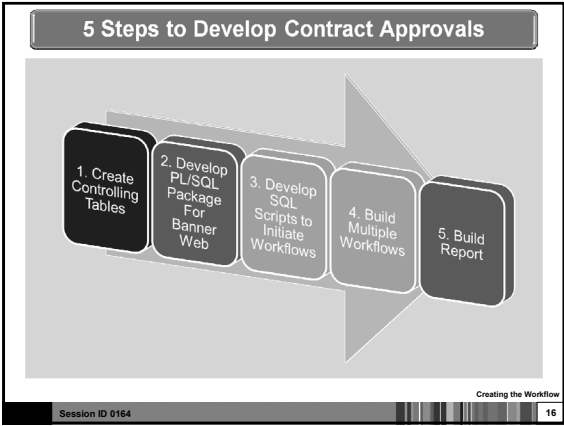 5 Steps to Develop Contract Approvals
1. Create
Controlling
Tables
2. Develop
PL/SQL
Package
For
Banner
Web
3. Develop
SQL
Scripts to
Initiate
Workflows
4. Build
Multiple
Workflows
5. Build
Report
Creating the Workflow
Session ID 0164
16